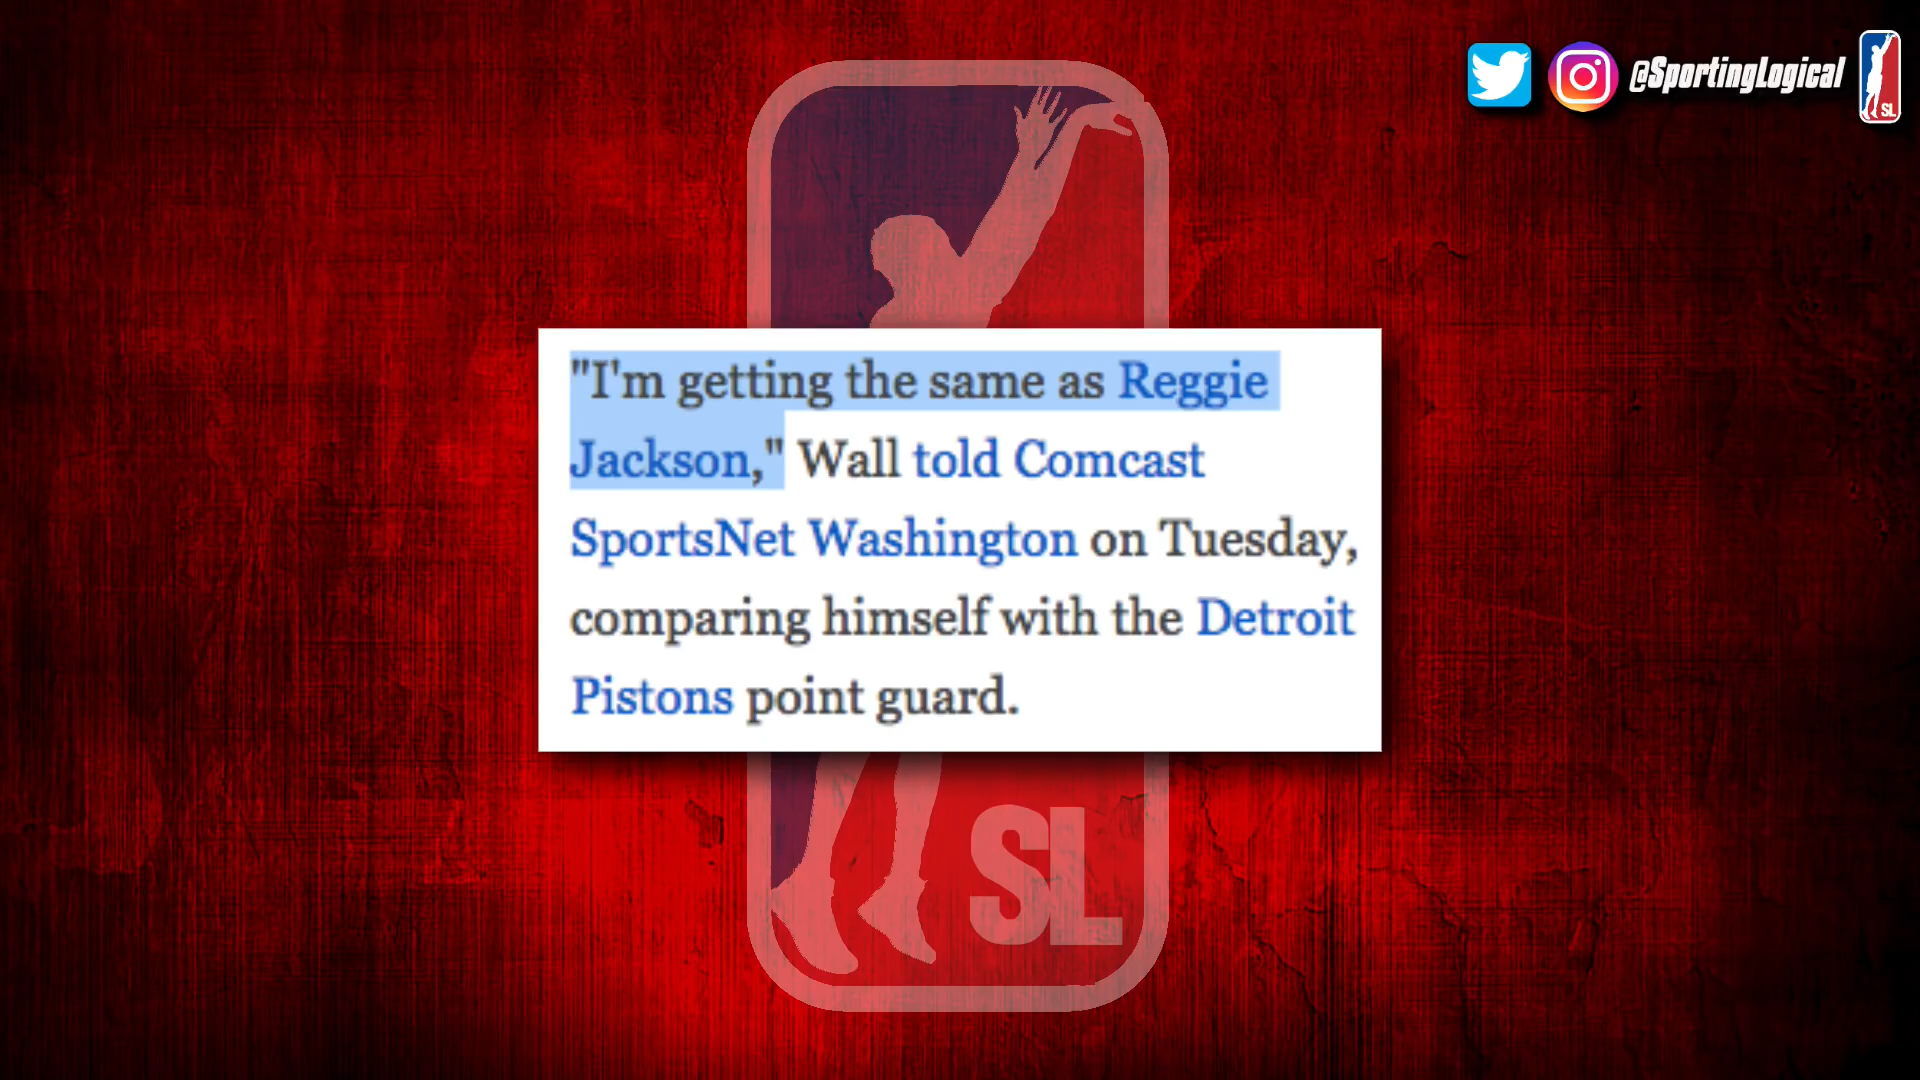 @SportingLogical
SL
"I'm getting the same as Reggie
Jackson," Wall told Comcast
SportsNet Washington on Tuesday,
comparing himself with the Detroit
Pistons point guard.
SL